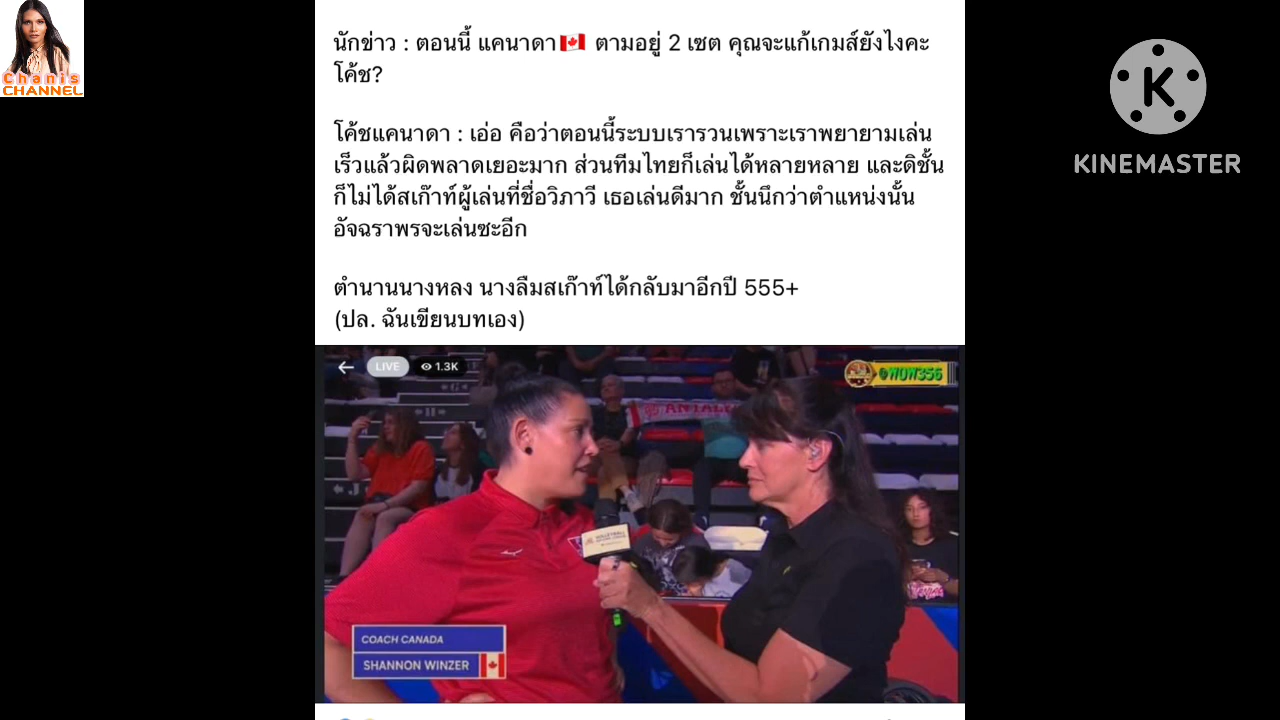 Chanis
CHANNEL
นักข่าว : ตอนนี้ แคนาดา🇨🇦 ตามอยู่ 2 เซต คุณจะแก้เกมส์ยังไงคะ
โค้ช?
โค้ชแคนาดา : เอ่อ คือว่าตอนนี้ระบบเรารวนเพราะเราพยายามเล่น
เร็วแล้วผิดพลาดเยอะมาก ส่วนทีมไทยก็เล่นได้หลายหลาย และดิชั้น
ก็ไม่ได้สเก๊าท์ผู้เล่นที่ชื่อวิภาวี เธอเล่นดีมาก ชั้นนึกว่าตำแหน่งนั้น
อัจฉราพรจะเล่นซะอีก
ตำนานนางหลง นางลืมสเก๊าท์ได้กลับมาอีกปี 555+
(ปล. ฉันเขียนบทเอง)
K
KINEMASTER
LIVE
1.3K
@WOW356
ANTALY
VOLLEYBALL
COACH CANADA
SHANNON WINZER